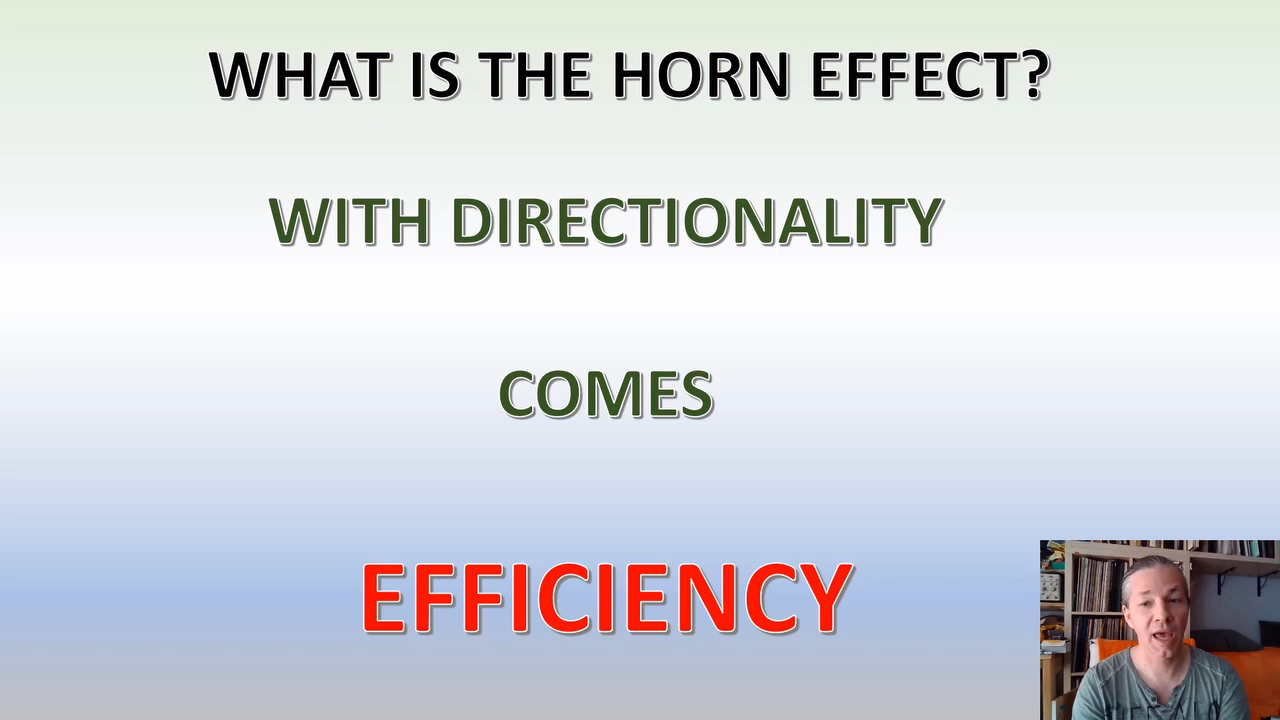 WHAT IS THE HORN EFFECT?
WITH DIRECTIONALITY
COMES
EFFICIENCY